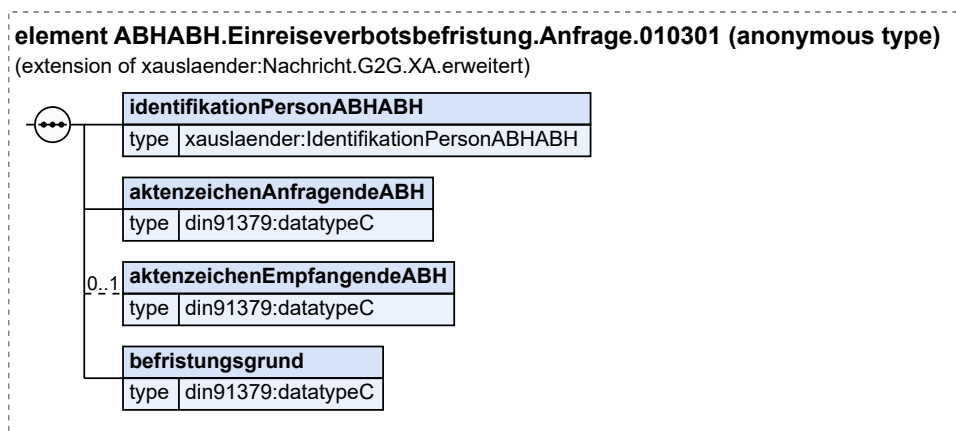 element ABHABH.Einreiseverbotsbefristung.Anfrage.010301 (anonymous type)
(extension of xauslaender:Nachricht.G2G.XA.erweitert)
identifikationPersonABHABH
type xauslaender:IdentifikationPersonABHABH
aktenzeichenAnfragendeABH
type din91379:datatypeC
0..1
aktenzeichenEmpfangendeABH
type din91379:datatypeC
befristungsgrund
type din91379:datatypeC